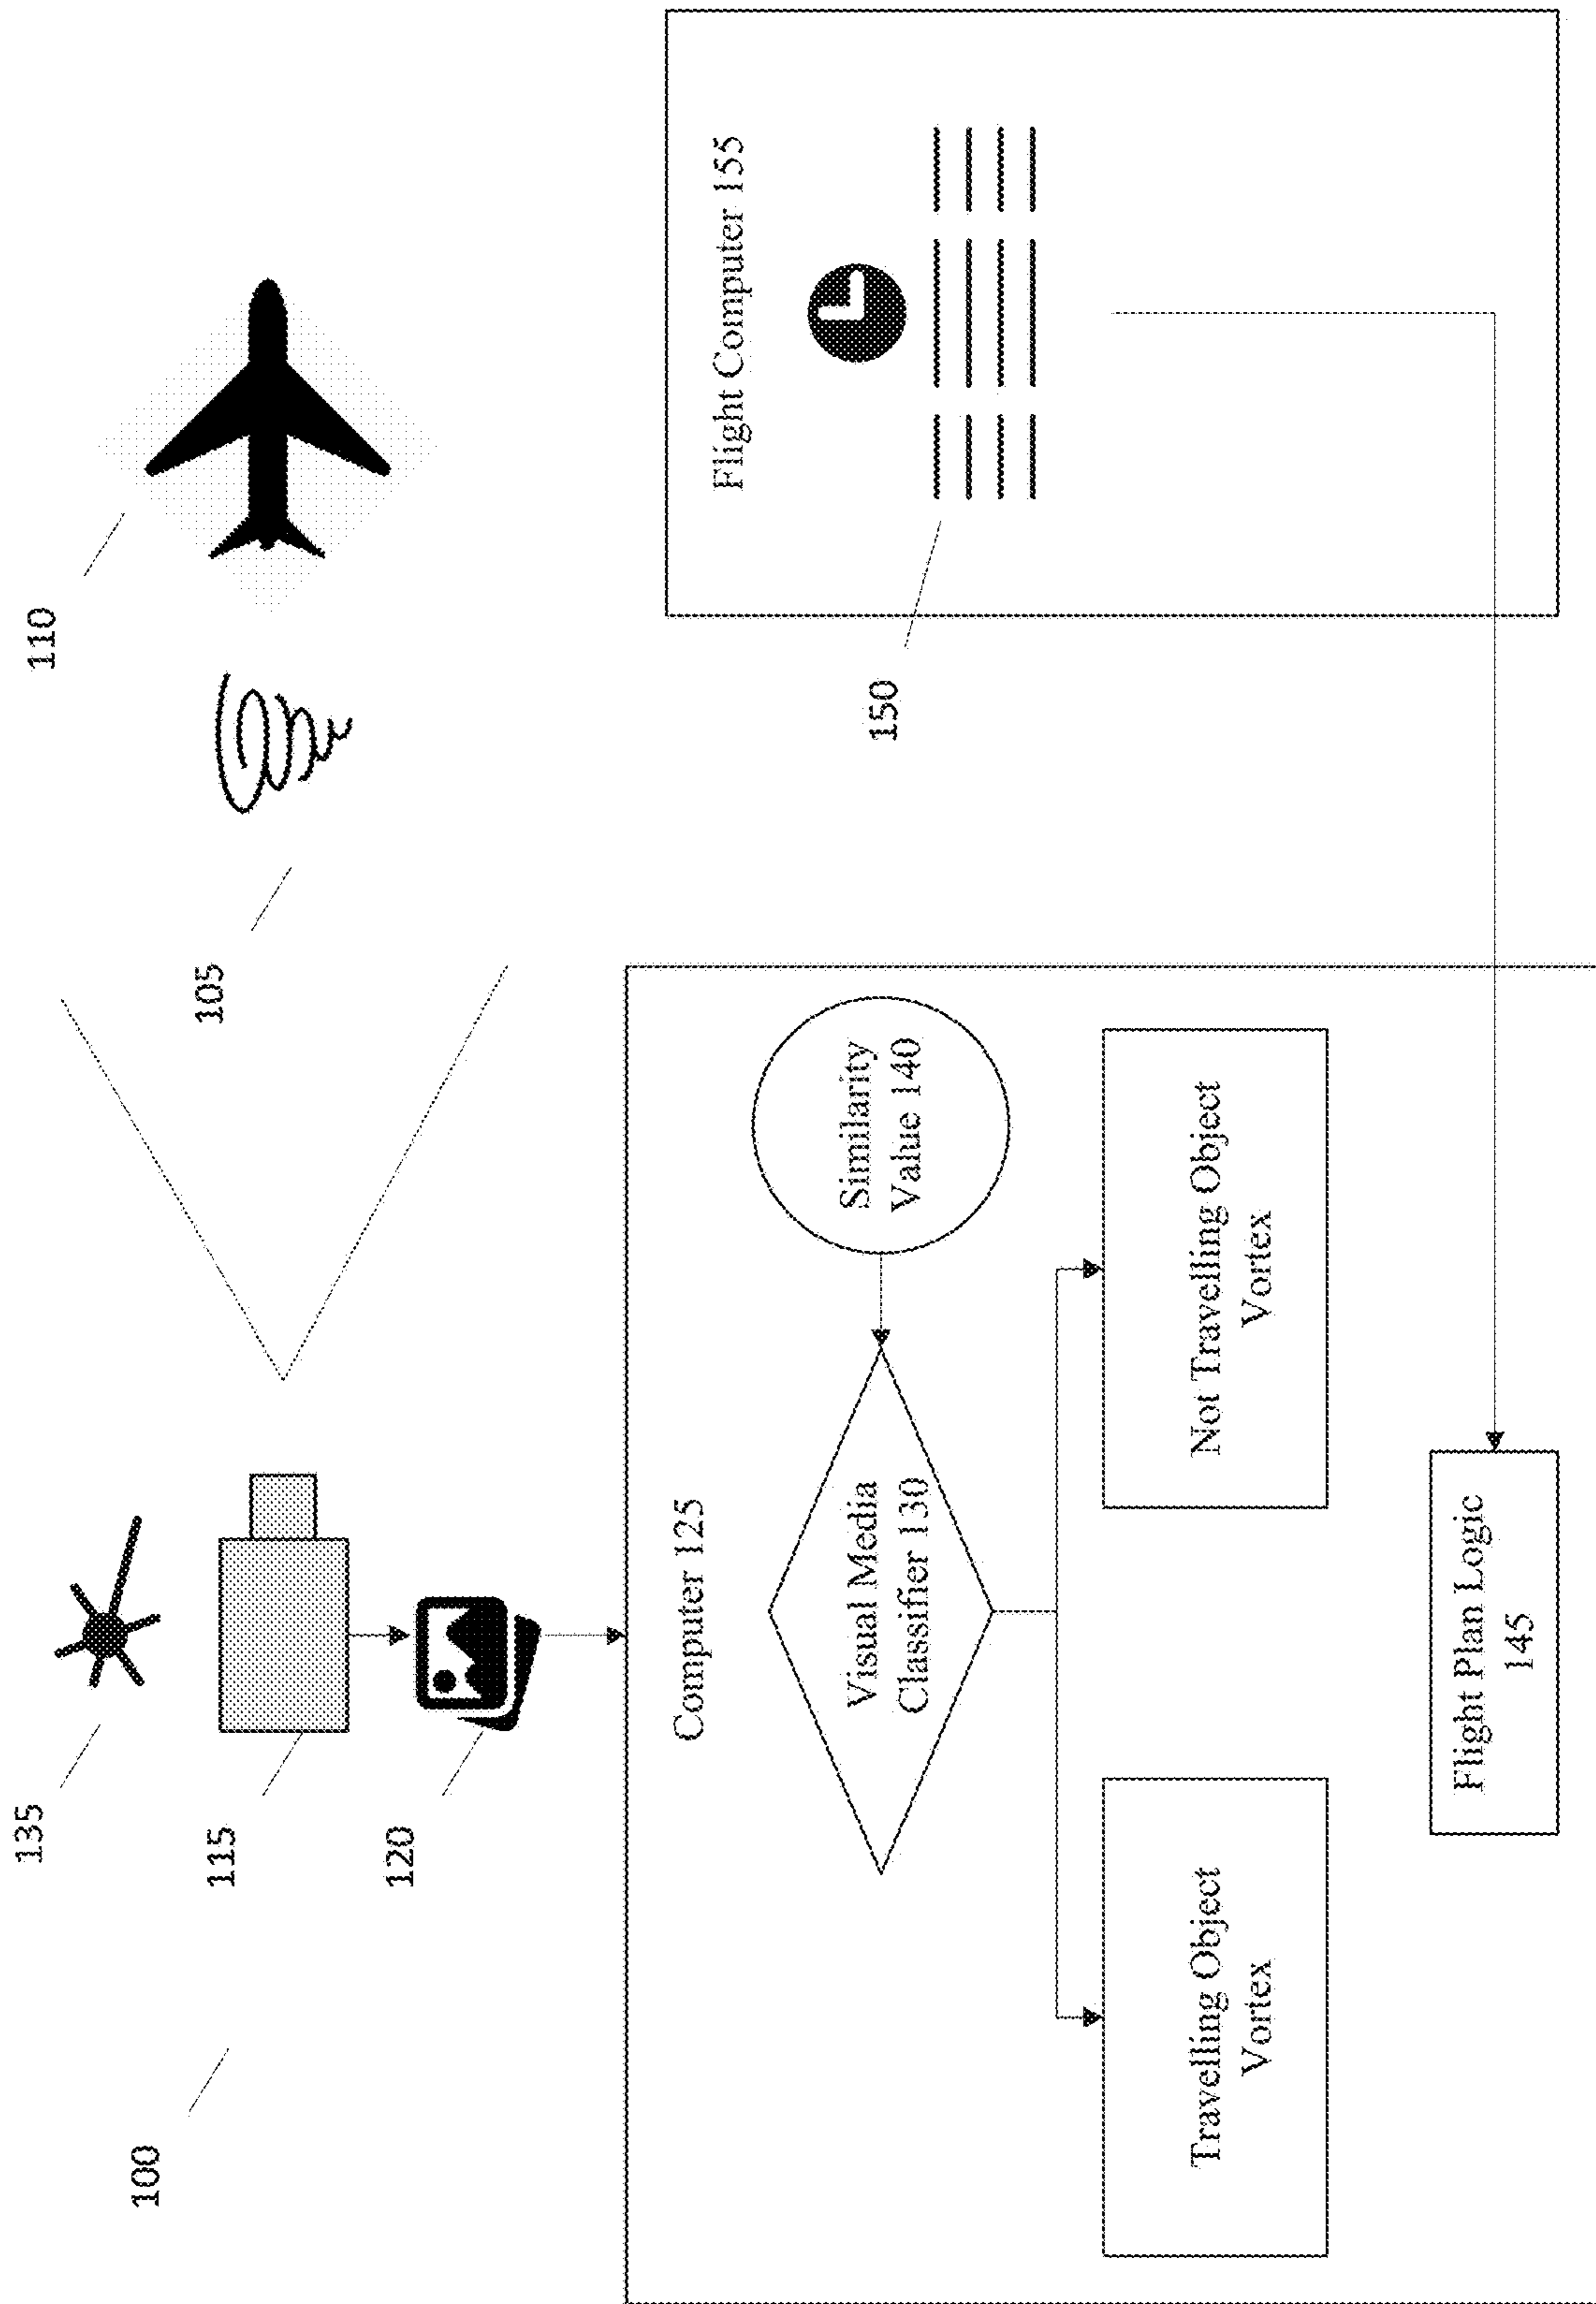 100
135
115
120
105
110
Computer 125
Visual Media
Classifier 130
Similarity
Value 140
Travelling Object
Vortex
Not Travelling Object
Vortex
Flight Plan Logic
145
150
Flight Computer 155